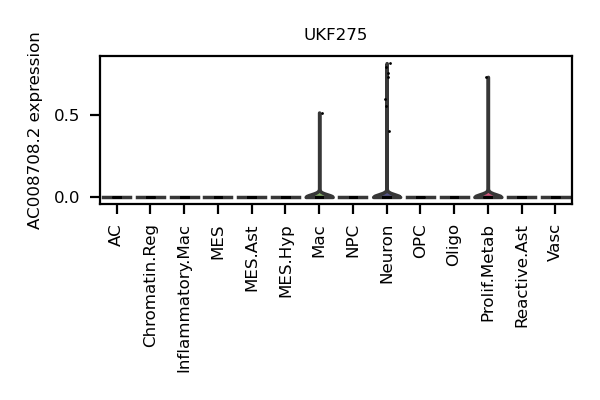 UKF275
AC008708.2 expression
0.5
0.0
AC
Chromatin.Reg
Inflammatory.Mac
MES
MES.Ast
MES.Hyp
Mac
NPC
Neuron
OPC
Oligo
Prolif.Metab
Reactive.Ast
Vasc